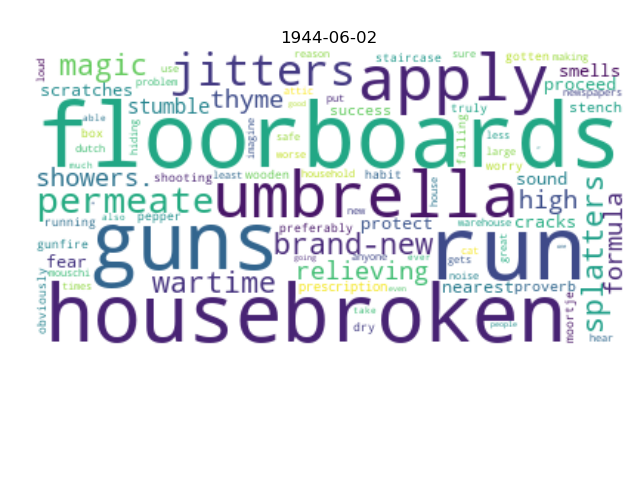 1944-06-02
loud
magic
jitters
reason
staircase
sure
gotten
making
use
problem
scratches
attic
apply
smells
proceed
newspapers
put
good
stumble
thyme
success
truly
stench
able
box
dutch
hiding
floorboards
imagine
safe
worse
falling
less
large
worry
much
showers.
shooting
least
wooden
household
habit
house
sound
permeate
umbrella
high
new
also
pepper
running
preferably
protect
warehouse
cracks
splatters
formula
gunfire
guns
brand-new
run
fear
going
anyone
ever
cat
gets
great
mouschi
wartime
relieving
noise
times
prescription
even
nearest
proverb
obviously
housebroken
take
dry
people
moortje
hear